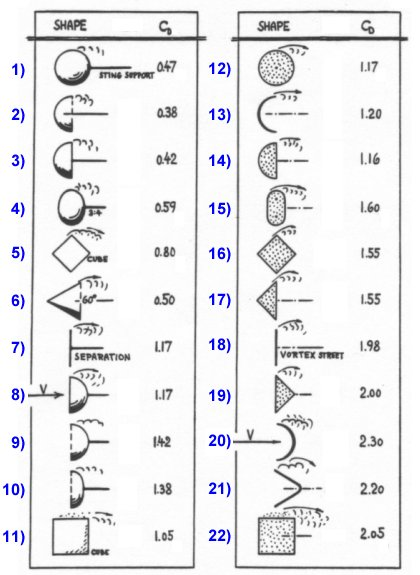 SHAPE C_D
1) STING SUPPORT 0.47
2) 0.38
3) 0.42
4) 3:4 0.59
5) CUBE 0.80
6) 60° 0.50
7) SEPARATION 1.17
8) V 1.17
9) 1.42
10) 1.38
11) CUBE 1.05
SHAPE C_D
12) 1.17
13) 1.20
14) 1.16
15) 1.60
16) 1.55
17) 1.55
18) VORTEX STREET 1.98
19) 2.00
20) V 2.30
21) 2.20
22) 2.05